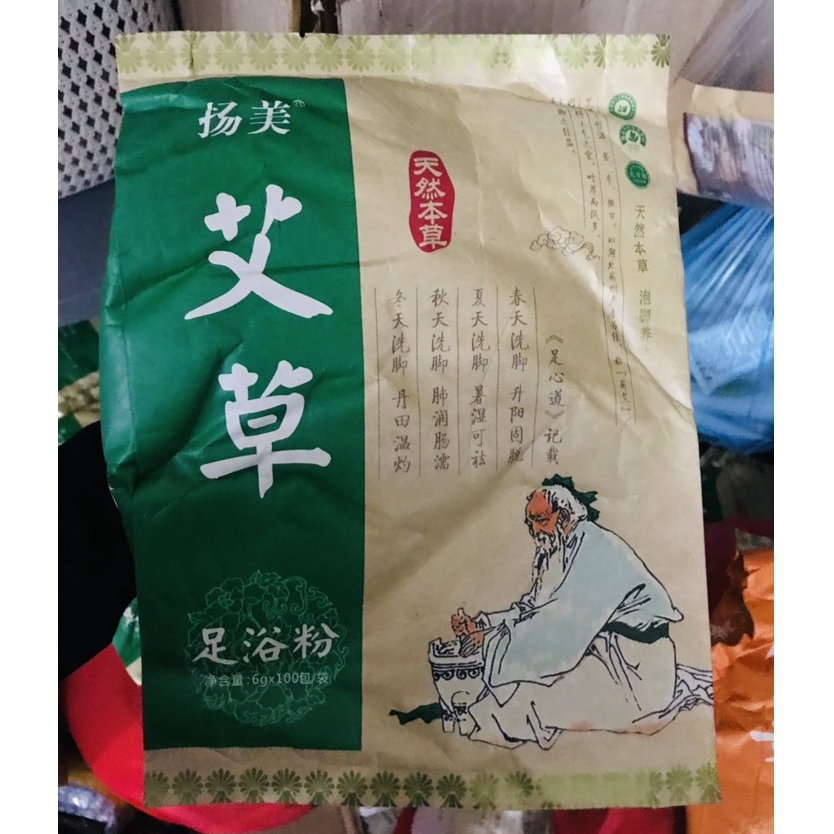 扬美
艾草
足浴粉
净含量:6g×100包/袋
天然本草
《足心道》记载
春天洗脚 升阳固脱
夏天洗脚 暑湿可祛
秋天洗脚 肺润肠濡
冬天洗脚 丹田温灼
天然本草 泡脚养